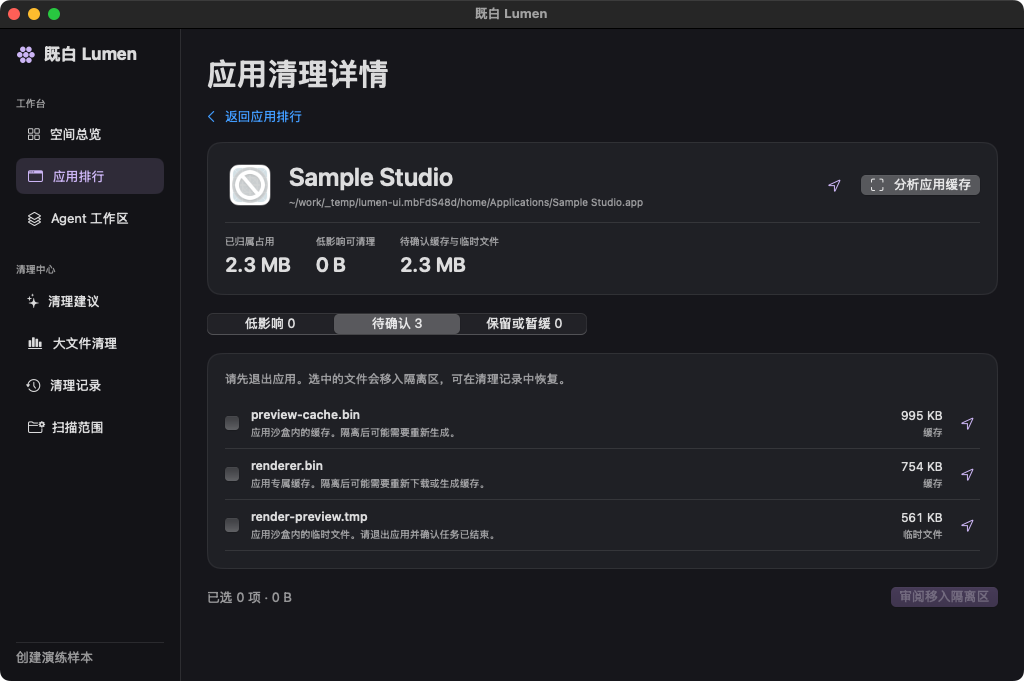 既白 Lumen
既白 Lumen
工作台
空间总览
应用排行
Agent 工作区
清理中心
清理建议
大文件清理
清理记录
扫描范围
创建演练样本
应用清理详情
返回应用排行
Sample Studio
~/work/_temp/lumen-ui.mbFdS48d/home/Applications/Sample Studio.app
分析应用缓存
已归属占用 低影响可清理 待确认缓存与临时文件
2.3 MB 0 B 2.3 MB
低影响 0 待确认 3 保留或暂缓 0
请先退出应用。选中的文件会移入隔离区，可在清理记录中恢复。
preview-cache.bin 995 KB
应用沙盒内的缓存。隔离后可能需要重新生成。 缓存
renderer.bin 754 KB
应用专属缓存。隔离后可能需要重新下载或生成缓存。 缓存
render-preview.tmp 561 KB
应用沙盒内的临时文件。请退出应用并确认任务已结束。 临时文件
已选 0 项 · 0 B 审阅移入隔离区